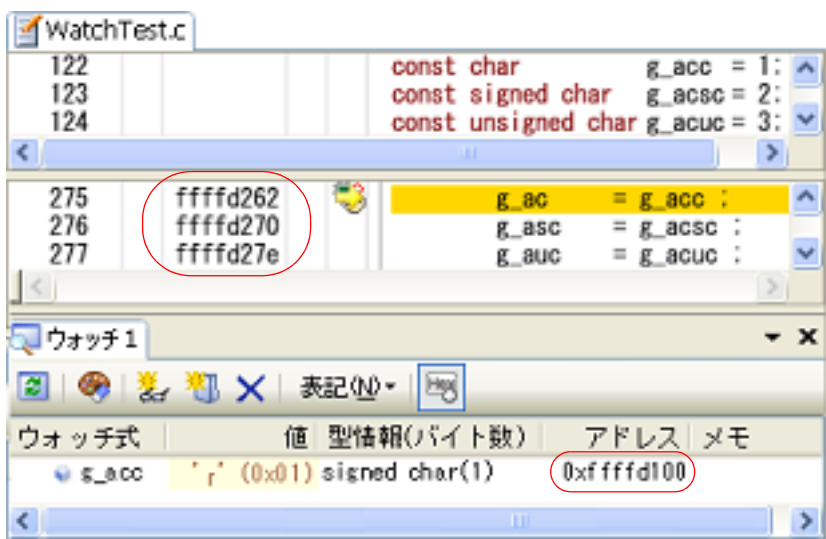 WatchTest.c
122 const char g_acc = 1;
123 const signed char g_acsc = 2;
124 const unsigned char g_acuc = 3;
275 ffffd262 g_ac = g_acc ;
276 ffffd270 g_asc = g_acsc ;
277 ffffd27e g_auc = g_acuc ;
ウォッチ1
表記(N) Hex
ウォッチ式 値 型情報(バイト数) アドレス メモ
g_acc '┌' (0x01) signed char(1) 0xffffd100